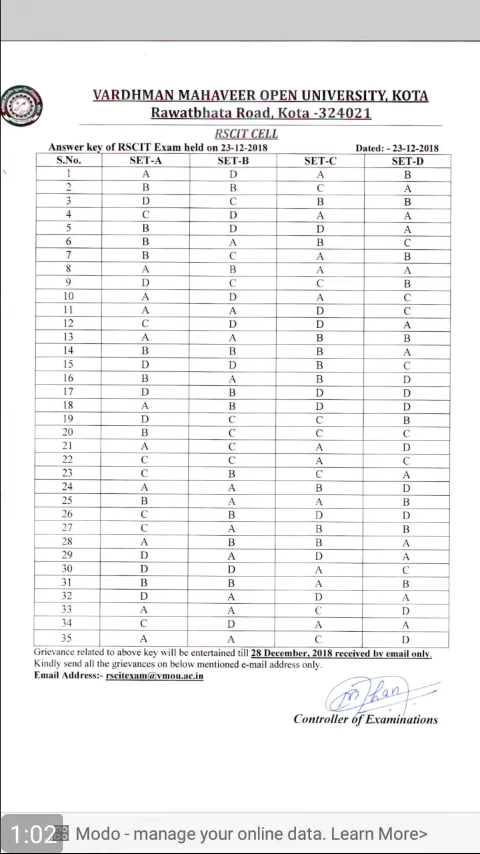 VARDHMAN MAHAVEER OPEN UNIVERSITY, KOTA
Rawatbhata Road, Kota -324021
RSCIT CELL
Answer key of RSCIT Exam held on 23-12-2018 Dated: - 23-12-2018
S.No. SET-A SET-B SET-C SET-D
1 A D A B
2 B B C A
3 D C B B
4 C D A A
5 B D D A
6 B A B C
7 B C A B
8 A B A A
9 D C C B
10 A D A C
11 A A D C
12 C D D A
13 A A B B
14 B B B A
15 D D B C
16 B A B D
17 D B D D
18 A B D D
19 D C C B
20 B C C C
21 A C A D
22 C C A C
23 C B C A
24 A A B D
25 B A A B
26 C B D D
27 C A B B
28 A B B A
29 D A D A
30 D D A C
31 B B A B
32 D A D A
33 A A C D
34 C D A A
35 A A C D
Grievance related to above key will be entertained till 28 December, 2018 received by email only.
Kindly send all the grievances on below mentioned e-mail address only.
Email Address:- rscitexam@vmou.ac.in
Controller of Examinations
1:02 Modo - manage your online data. Learn More>